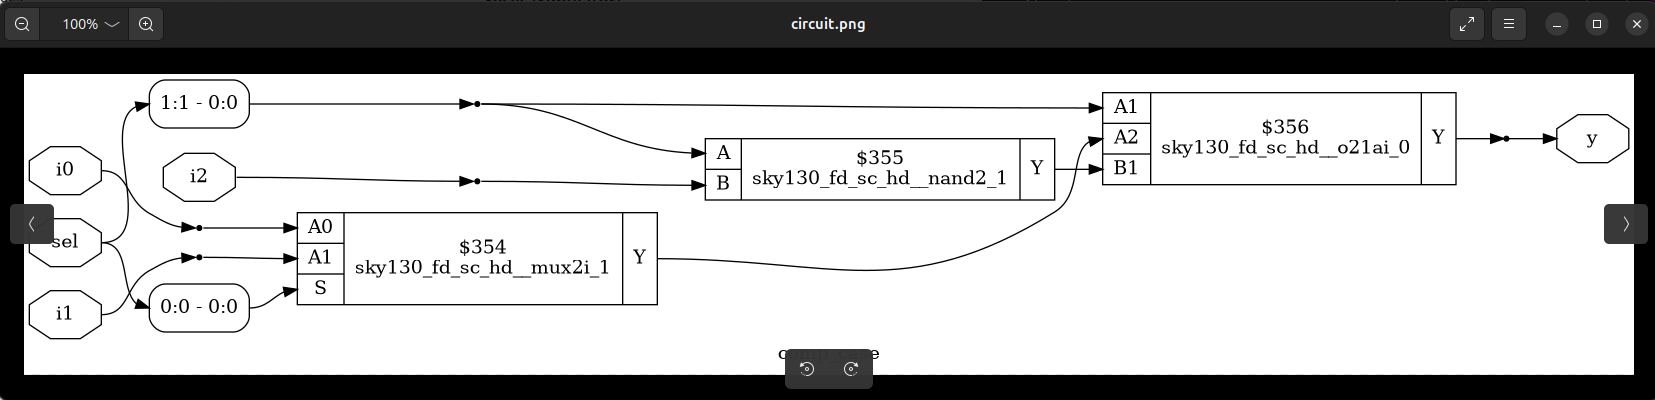 100%
circuit.png
1:1 - 0:0
i0
i2
sel
i1
0:0 - 0:0
A0
A1
S
$354
sky130_fd_sc_hd__mux2i_1
Y
A
B
$355
sky130_fd_sc_hd__nand2_1
Y
A1
A2
B1
$356
sky130_fd_sc_hd__o21ai_0
Y
y